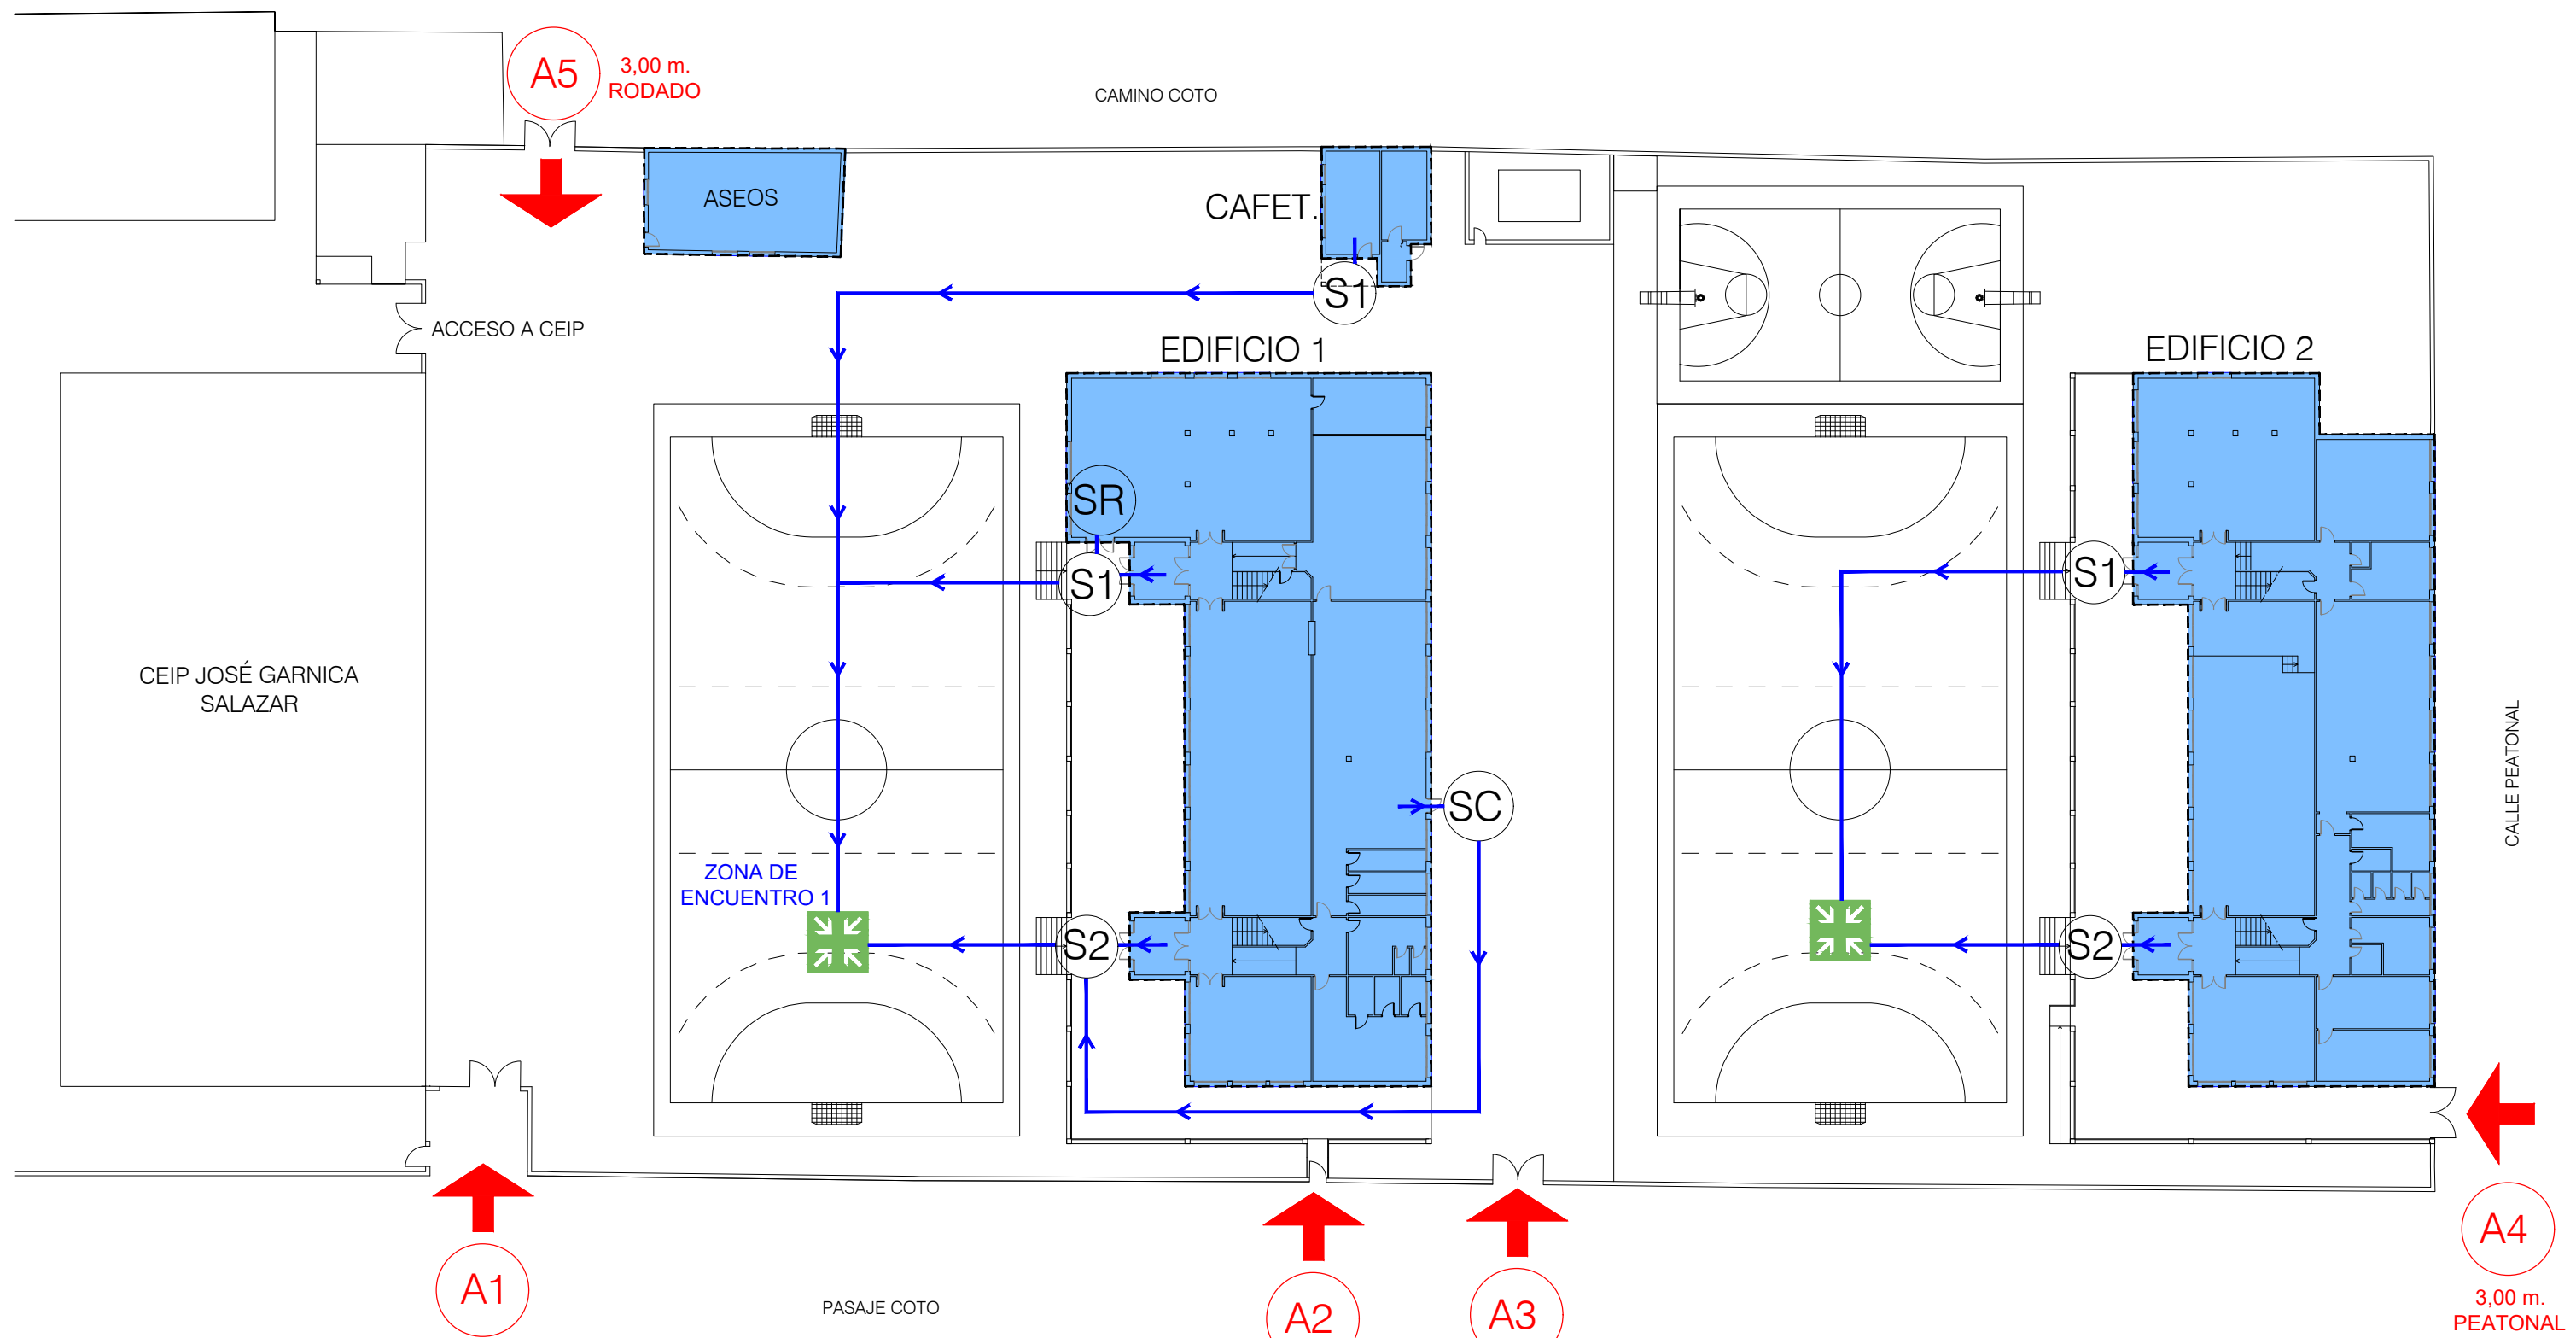 A5
3,00 m.
RODADO
CAMINO COTO
ASEOS
CAFET.
S1
ACCESO A CEIP
EDIFICIO 1
EDIFICIO 2
SR
S1
S1
CEIP JOSÉ GARNICA
SALAZAR
CALLE PEATONAL
SC
ZONA DE
ENCUENTRO 1
S2
S2
A1
A2
A3
A4
3,00 m.
PEATONAL
PASAJE COTO